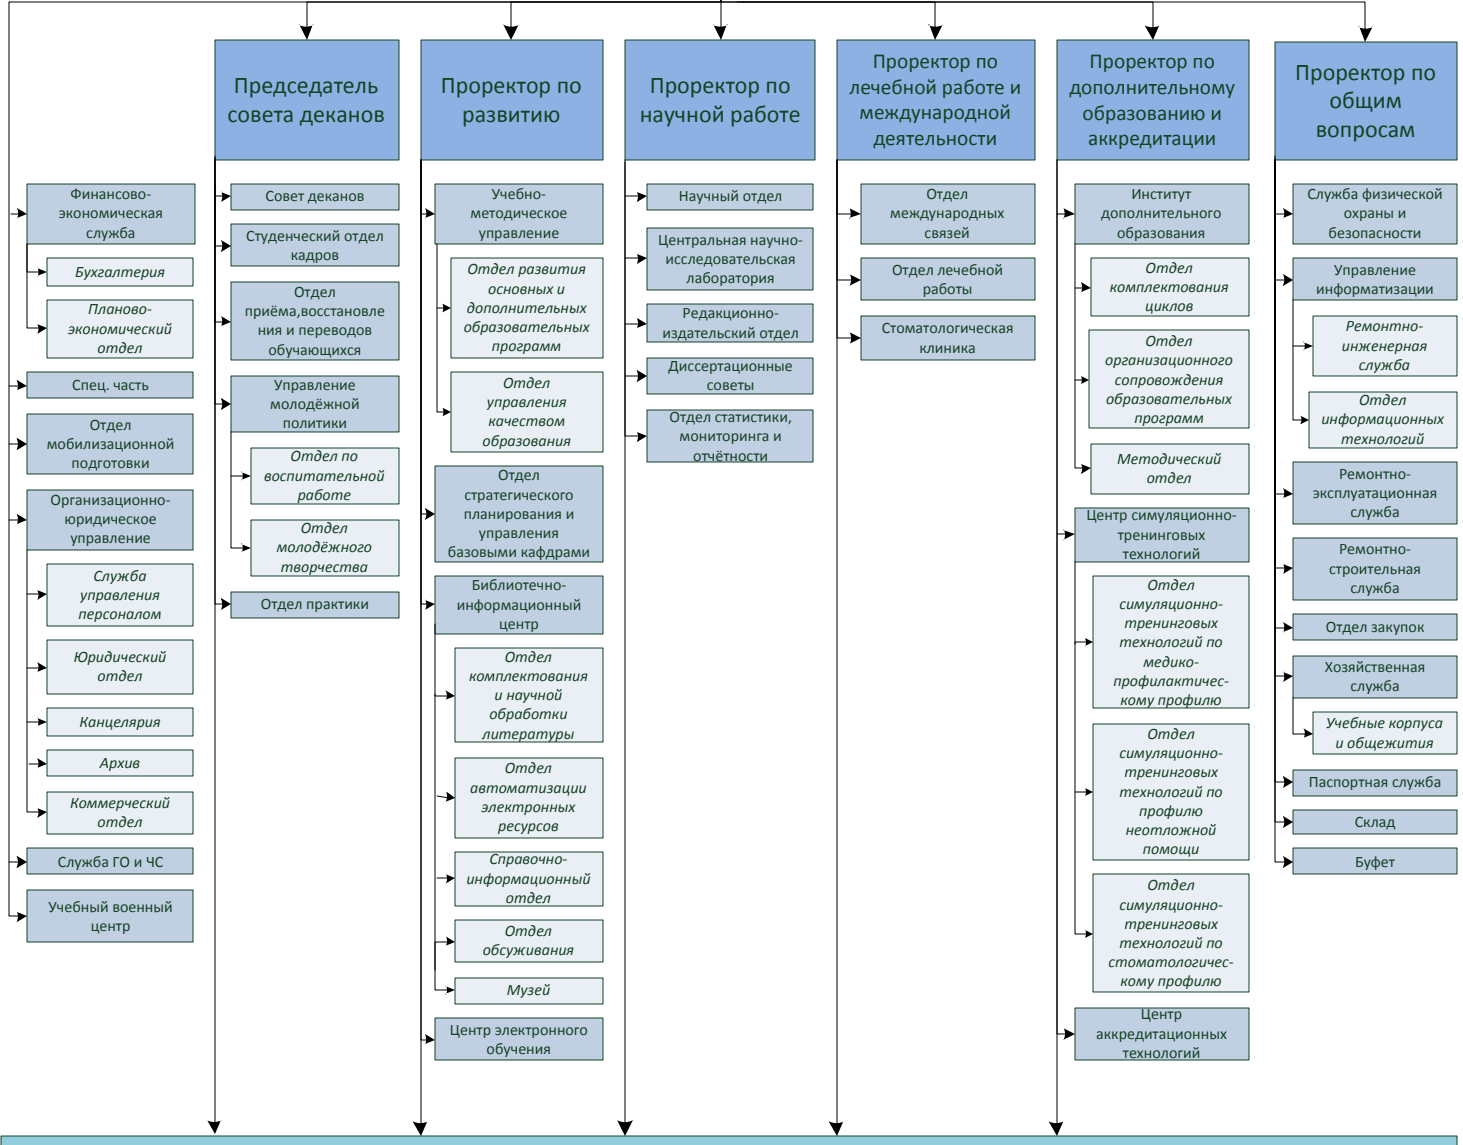 Председатель
совета деканов
Проректор по
развитию
Проректор по
научной работе
Проректор по
лечебной работе и
международной
деятельности
Проректор по
дополнительному
образованию и
аккредитации
Проректор по
общим
вопросам
Финансово-
экономическая
служба
Бухгалтерия
Планово-
экономический
отдел
Спец. часть
Отдел
мобилизационной
подготовки
Организационно-
юридическое
управление
Служба
управления
персоналом
Юридический
отдел
Канцелярия
Архив
Коммерческий
отдел
Служба ГО и ЧС
Учебный военный
центр
Совет деканов
Студенческий отдел
кадров
Отдел
приёма,восстановле
ния и переводов
обучающихся
Управление
молодёжной
политики
Отдел по
воспитательной
работе
Отдел
молодёжного
творчества
Отдел практики
Учебно-
методическое
управление
Отдел развития
основных и
дополнительных
образовательных
программ
Отдел
управления
качеством
образования
Отдел
стратегического
планирования и
управления
базовыми кафдрами
Библиотечно-
информационный
центр
Отдел
комплектования
и научной
обработки
литературы
Отдел
автоматизации
электронных
ресурсов
Справочно-
информационный
отдел
Отдел
обсуживания
Музей
Центр электронного
обучения
Научный отдел
Центральная научно-
исследовательская
лаборатория
Редакционно-
издательский отдел
Диссертационные
советы
Отдел статистики,
мониторинга и
отчётности
Отдел
международных
связей
Отдел лечебной
работы
Стоматологическая
клиника
Институт
дополнительного
образования
Отдел
комплектования
циклов
Отдел
организационного
сопровождения
образовательных
программ
Методический
отдел
Центр симуляционно-
тренинговых
технологий
Отдел
симуляционно-
тренинговых
технологий по
медико-
профилактичес-
кому профилю
Отдел
симуляционно-
тренинговых
технологий по
профилю
неотложной
помощи
Отдел
симуляционно-
тренинговых
технологий по
стоматологичес-
кому профилю
Центр
аккредитационных
технологий
Служба физической
охраны и
безопасности
Управление
информатизации
Ремонтно-
инженерная
служба
Отдел
информационных
технологий
Ремонтно-
эксплуатационная
служба
Ремонтно-
строительная
служба
Отдел закупок
Хозяйственная
служба
Учебные корпуса
и общежития
Паспортная служба
Склад
Буфет